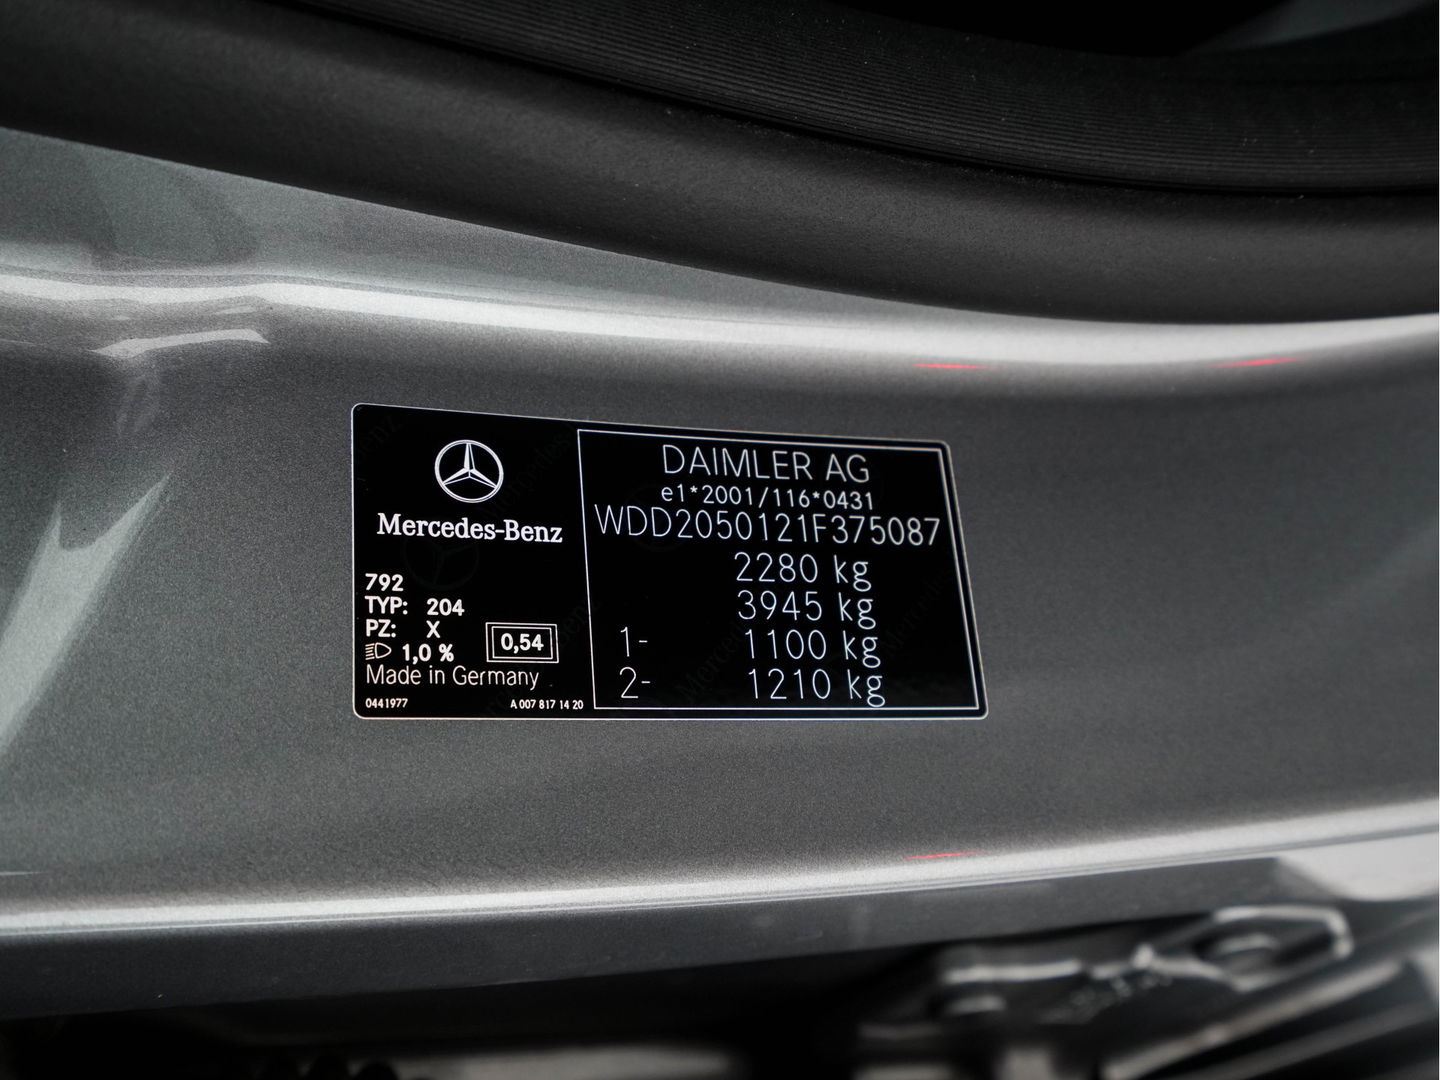 Mercedes-Benz
792
TYP: 204
PZ: X
1,0 %
0,54
Made in Germany
0441977
A 007 817 14 20
DAIMLER AG
e1*2001/116*0431
WDD2050121F375087
2280 kg
3945 kg
1- 1100 kg
2- 1210 kg